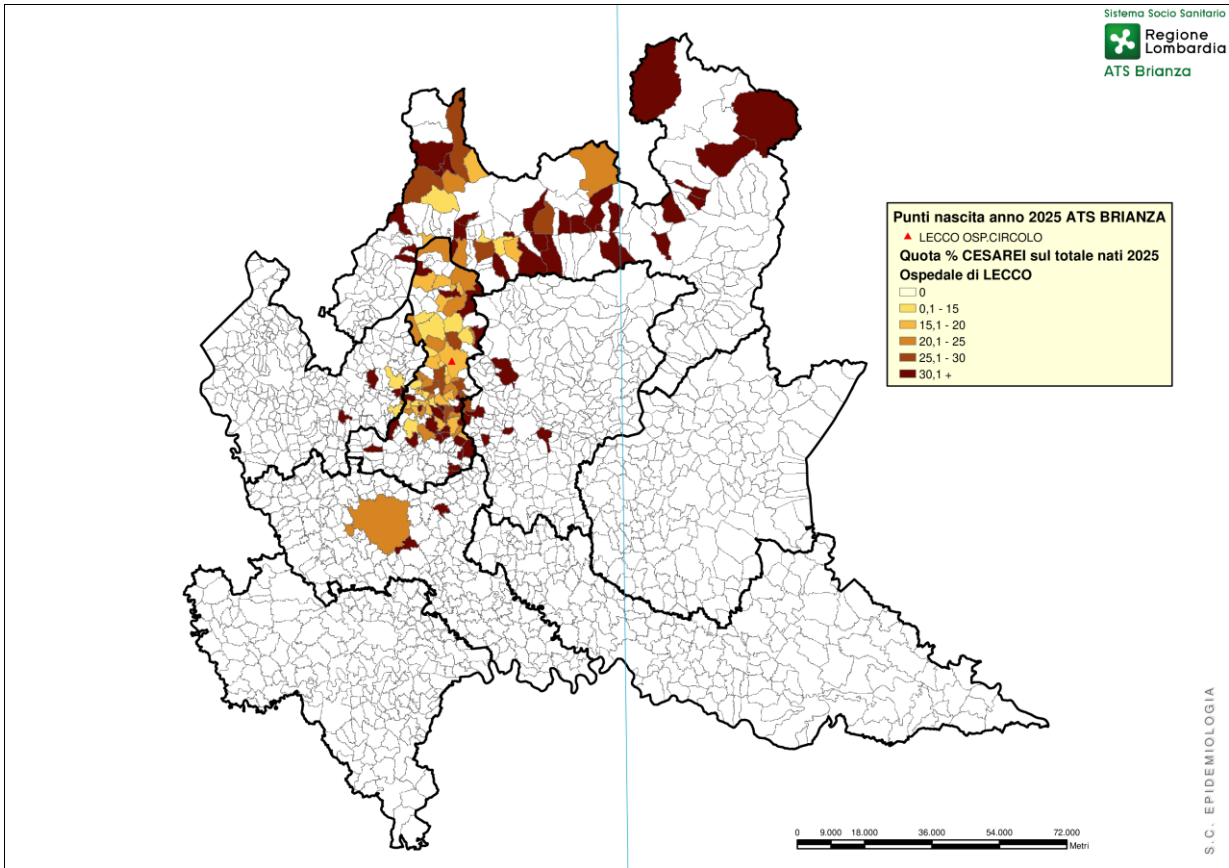 Sistema Socio Sanitario
Regione
Lombardia
ATS Brianza
Punti nascita anno 2025 ATS BRIANZA
LECCO OSP.CIRCOLO
Quota % CESAREI sul totale nati 2025
Ospedale di LECCO
0
0,1 - 15
15,1 - 20
20,1 - 25
25,1 - 30
30,1 +
0 9.000 18.000 36.000 54.000 72.000
Metri
S.C. EPIDEMIOLOGIA